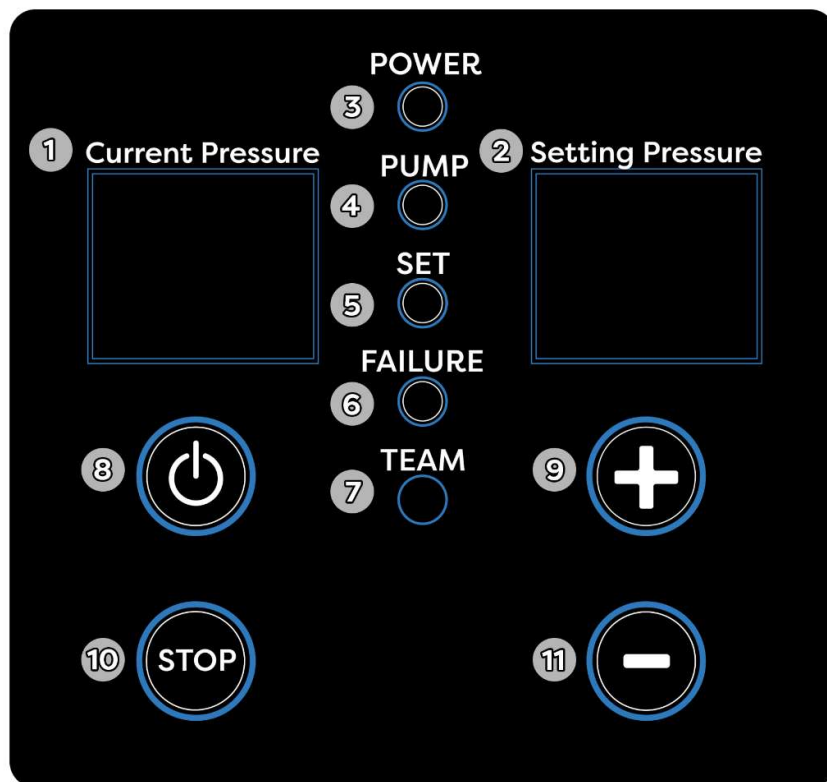 POWER
3
1 Current Pressure
2 Setting Pressure
PUMP
4
SET
5
FAILURE
6
TEAM
7
8
9
10 STOP
11